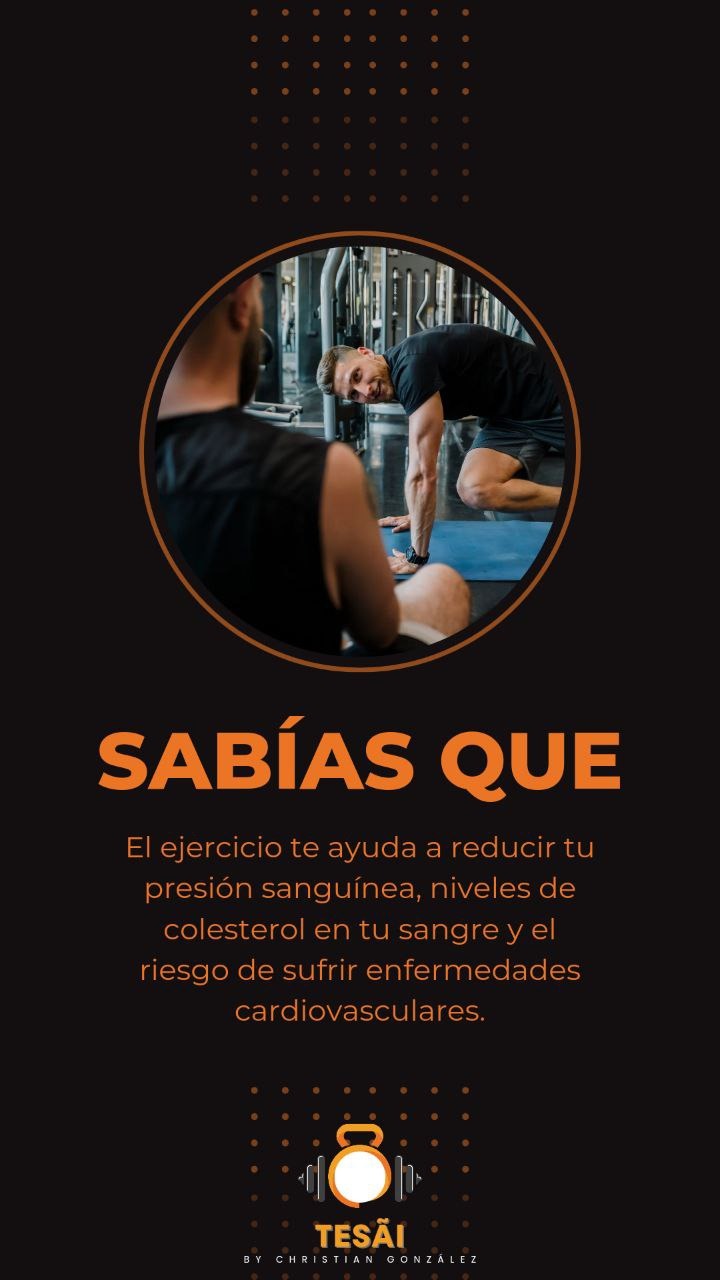 SABÍAS QUE
El ejercicio te ayuda a reducir tu
presión sanguínea, niveles de
colesterol en tu sangre y el
riesgo de sufrir enfermedades
cardiovasculares.
TESÃI
BY CHRISTIAN GONZÁLEZ